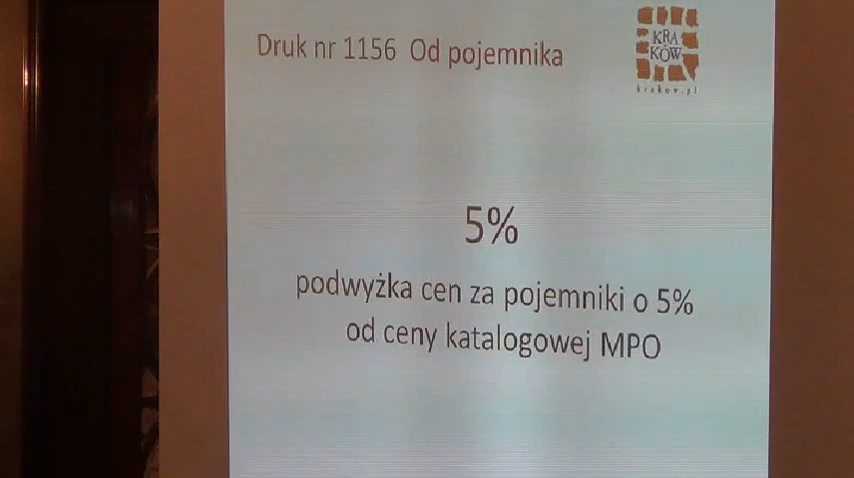 Druk nr 1156 Od pojemnika
KRA
KÓW
krakow.pl
5%
podwyżka cen za pojemniki o 5%
od ceny katalogowej MPO